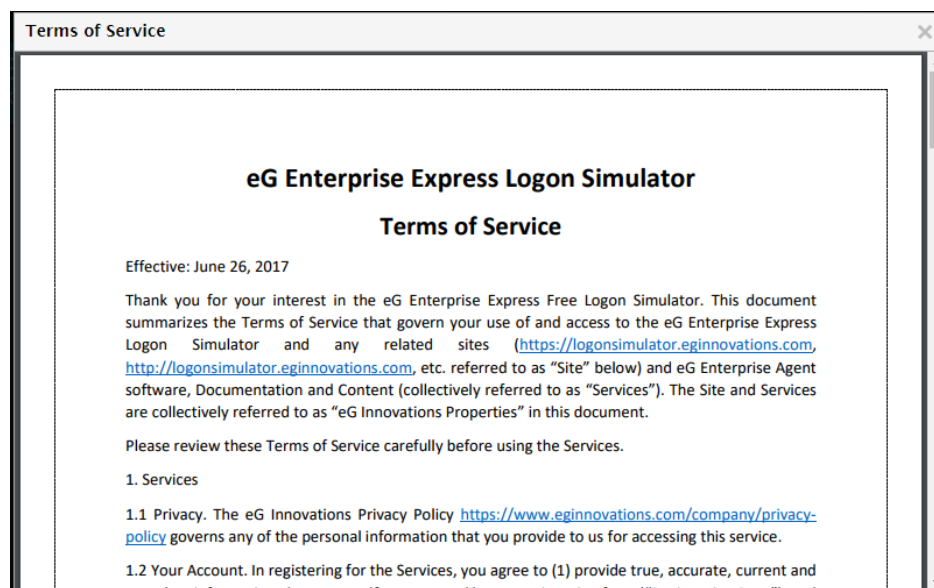 Terms of Service
eG Enterprise Express Logon Simulator
Terms of Service
Effective: June 26, 2017
Thank you for your interest in the eG Enterprise Express Free Logon Simulator. This document
summarizes the Terms of Service that govern your use of and access to the eG Enterprise Express
Logon Simulator and any related sites (https://logonsimulator.eginnovations.com,
http://logonsimulator.eginnovations.com, etc. referred to as “Site” below) and eG Enterprise Agent
software, Documentation and Content (collectively referred to as “Services”). The Site and Services
are collectively referred to as “eG Innovations Properties” in this document.
Please review these Terms of Service carefully before using the Services.
1. Services
1.1 Privacy. The eG Innovations Privacy Policy https://www.eginnovations.com/company/privacy-
policy governs any of the personal information that you provide to us for accessing this service.
1.2 Your Account. In registering for the Services, you agree to (1) provide true, accurate, current and